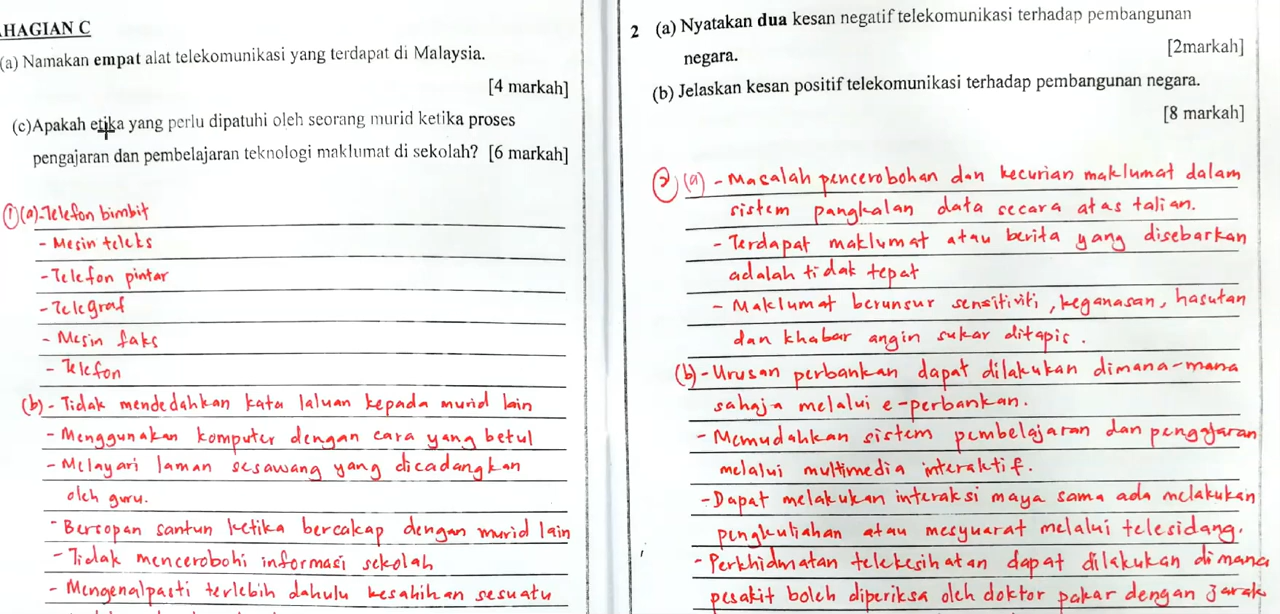 HAGIAN C
(a) Namakan empat alat telekomunikasi yang terdapat di Malaysia.
[4 markah]
(c)Apakah etika yang perlu dipatuhi oleh seorang murid ketika proses
pengajaran dan pembelajaran teknologi maklumat di sekolah? [6 markah]
① (a)-Telefon bimbit
- Mesin teleks
- Telefon pintar
- Telegraf
- Mesin faks
- Telefon
(b) - Tidak mendedahkan kata laluan kepada murid lain
- Menggunakan komputer dengan cara yang betul
- Melayari laman sesawang yang dicadangkan
oleh guru.
- Bersopan santun ketika bercakap dengan murid lain
- Tidak mencerobohi informasi sekolah
- Mengenalpasti terlebih dahulu kesahihan sesuatu
2 (a) Nyatakan dua kesan negatif telekomunikasi terhadap pembangunan
negara.
[2markah]
(b) Jelaskan kesan positif telekomunikasi terhadap pembangunan negara.
[8 markah]
②) (a) - Masalah pencerobohan dan kecurian maklumat dalam
sistem pangkalan data secara atas talian.
- Terdapat maklumat atau berita yang disebarkan
adalah tidak tepat
- Maklumat berunsur sensitiviti, keganasan, hasutan
dan khabar angin sukar ditapis.
(b) - Urusan perbankan dapat dilakukan dimana-mana
sahaja melalui e-perbankan.
- Memudahkan sistem pembelajaran dan pengajaran
melalui multimedia interaktif.
- Dapat melakukan interaksi maya sama ada melakukan
pengkuliahan atau mesyuarat melalui telesidang.
- Perkhidmatan telekesihatan dapat dilakukan di mana
pesakit boleh diperiksa oleh doktor pakar dengan jarak